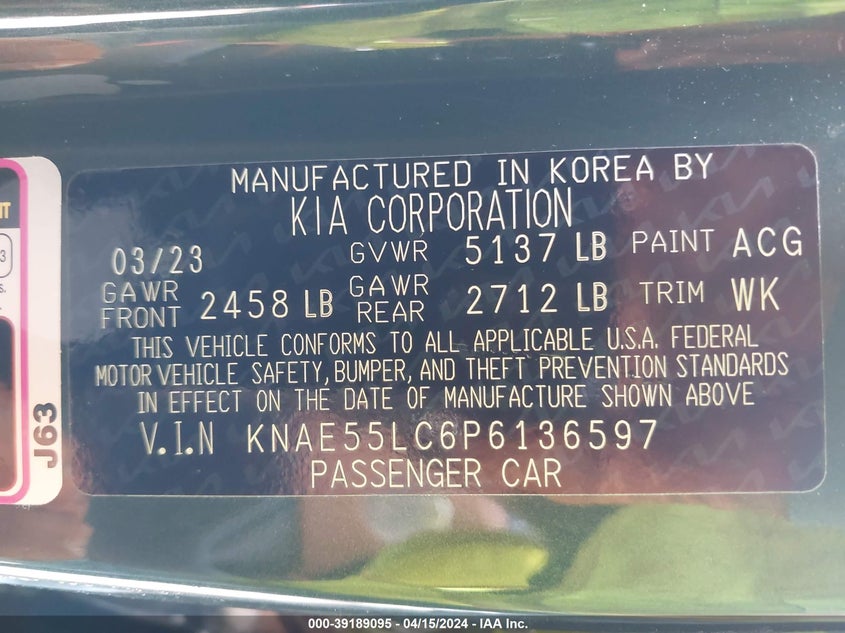 MANUFACTURED IN KOREA BY
KIA CORPORATION
03/23 GVWR 5137 LB PAINT ACG
GAWR FRONT 2458 LB GAWR REAR 2712 LB TRIM WK
THIS VEHICLE CONFORMS TO ALL APPLICABLE U.S.A. FEDERAL
MOTOR VEHICLE SAFETY, BUMPER, AND THEFT PREVENTION STANDARDS
IN EFFECT ON THE DATE OF MANUFACTURE SHOWN ABOVE
V.I.N KNAE55LC6P6136597
PASSENGER CAR
J63
000-39189095 - 04/15/2024 - IAA Inc.